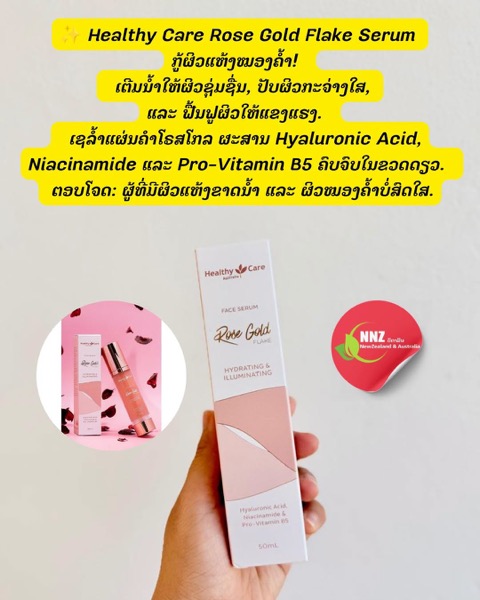 ✨ Healthy Care Rose Gold Flake Serum
ກູ້ຜິວແຫ້ງໝອງຄ້ຳ!
ເຕີມນ້ຳໃຫ້ຜິວຊຸ່ມຊື່ນ, ປັບຜິວກະຈ່າງໃສ,
ແລະ ຟື້ນຟູຜິວໃຫ້ແຂງແຮງ.
ເຊລ້ຳແຜ່ນຄຳໂຣສໂກລ ຜະສານ Hyaluronic Acid,
Niacinamide ແລະ Pro-Vitamin B5 ຄົບຈົບໃນຂວດດຽວ.
ຕອບໂຈດ: ຜູ້ທີ່ມີຜິວແຫ້ງຂາດນ້ຳ ແລະ ຜິວໝອງຄ້ຳບໍ່ສົດໃສ.
Healthy Care
Australia
FACE SERUM
Rose Gold
FLAKE
HYDRATING &
ILLUMINATING
Hyaluronic Acid,
Niacinamide &
Pro-Vitamin B5
50mL
NNZ
NewZealand & Australia